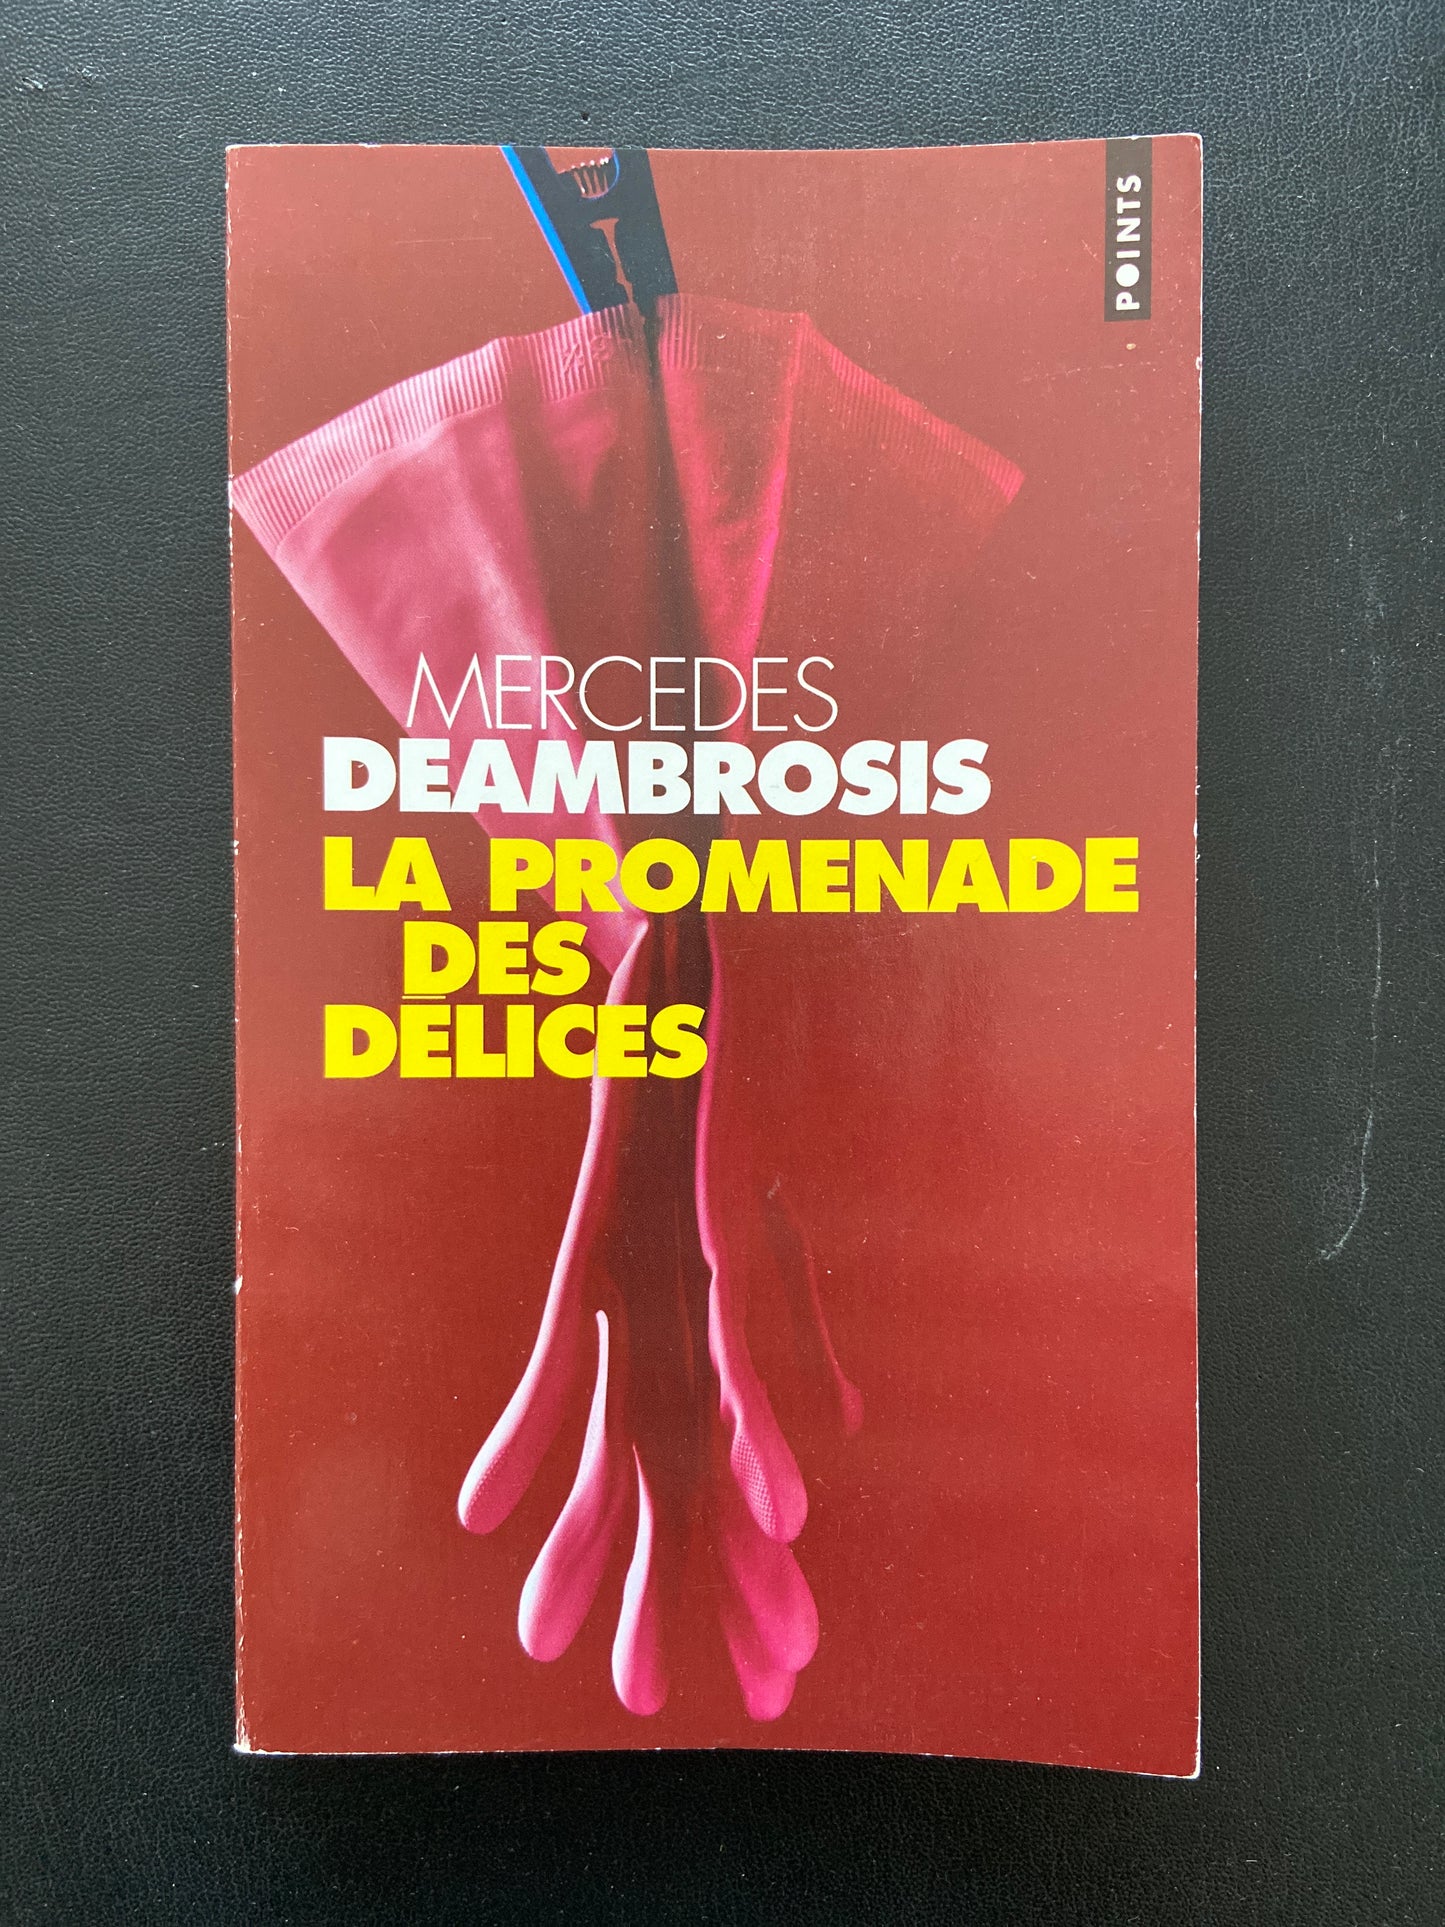 POINTS
MERCEDES
DEAMBROSIS
LA PROMENADE
DES
DÉLICES